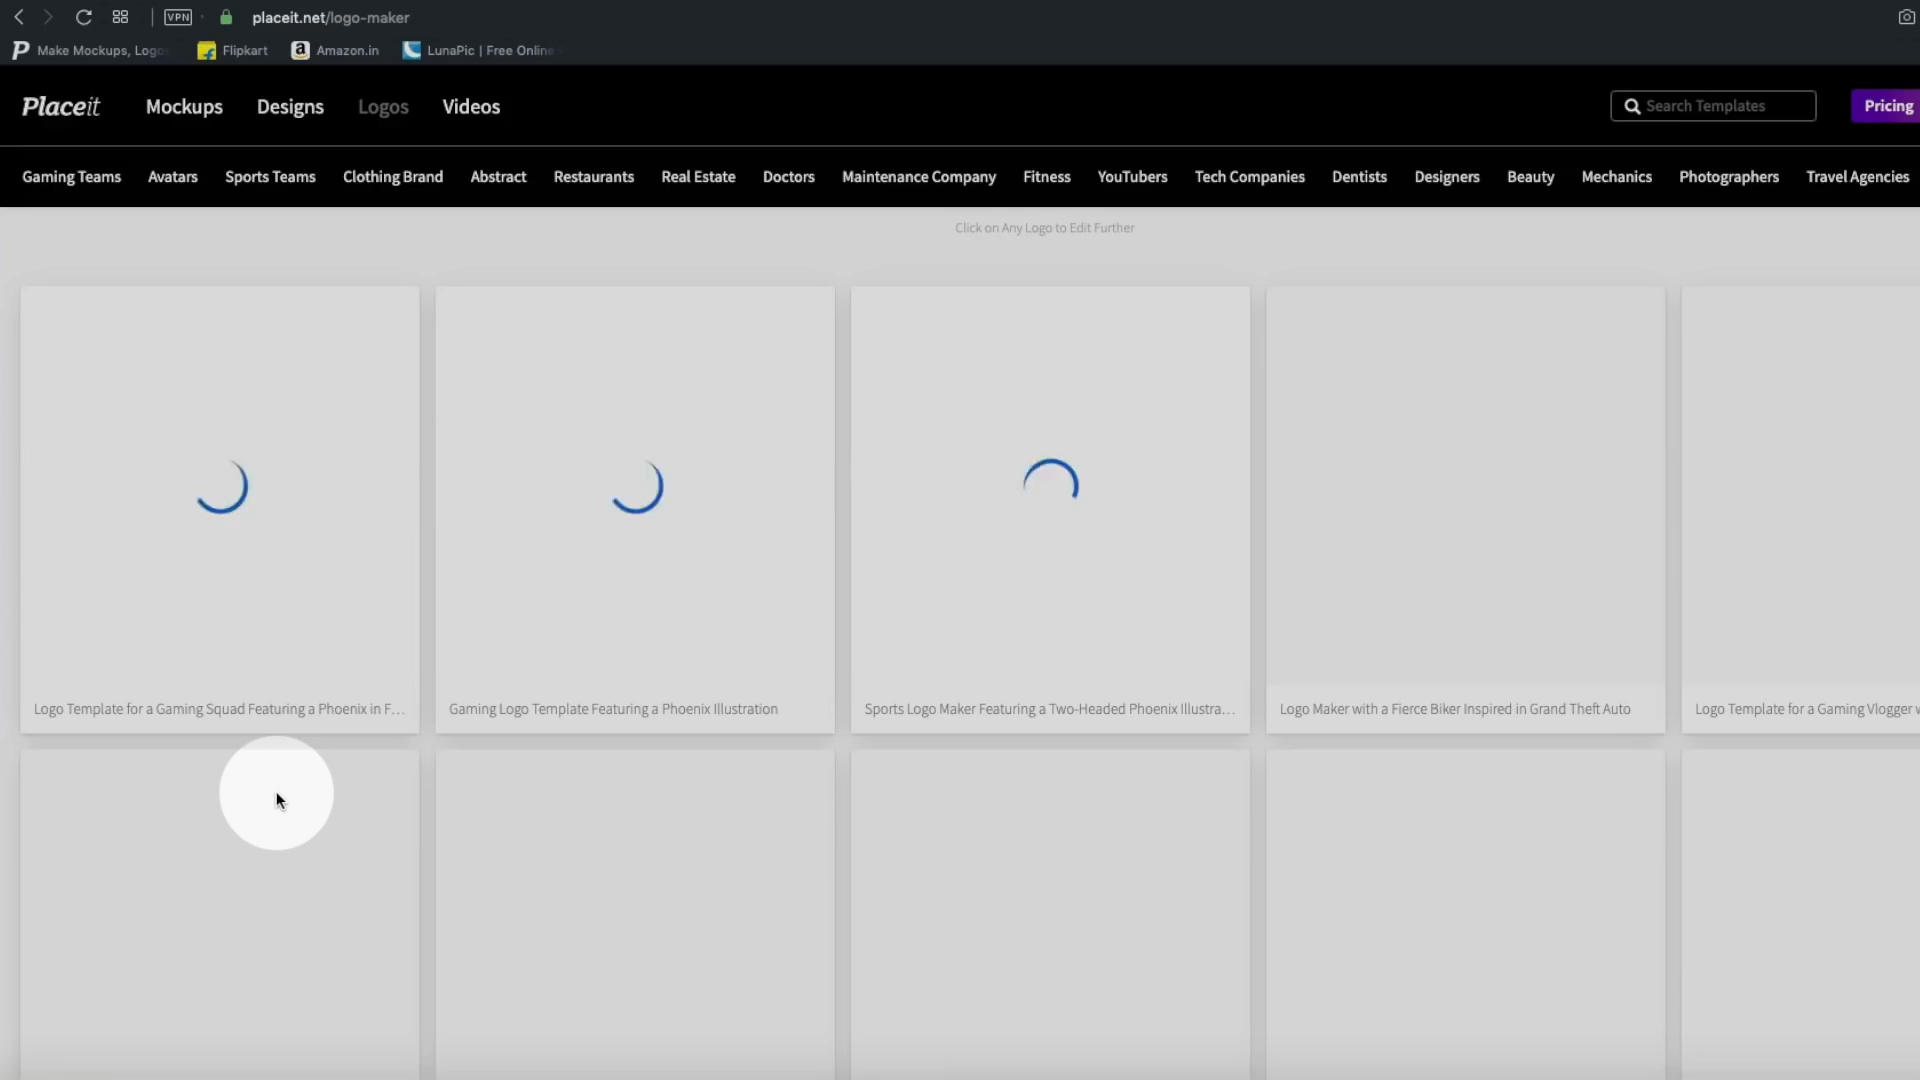 VPN placeit.net/logo-maker
Make Mockups, Logo Flipkart Amazon.in LunaPic | Free Online
Placeit Mockups Designs Logos Videos Search Templates Pricing
Gaming Teams Avatars Sports Teams Clothing Brand Abstract Restaurants Real Estate Doctors Maintenance Company Fitness YouTubers Tech Companies Dentists Designers Beauty Mechanics Photographers Travel Agencies
Click on Any Logo to Edit Further
Logo Template for a Gaming Squad Featuring a Phoenix in F...
Gaming Logo Template Featuring a Phoenix Illustration
Sports Logo Maker Featuring a Two-Headed Phoenix Illustra...
Logo Maker with a Fierce Biker Inspired in Grand Theft Auto
Logo Template for a Gaming Vlogger